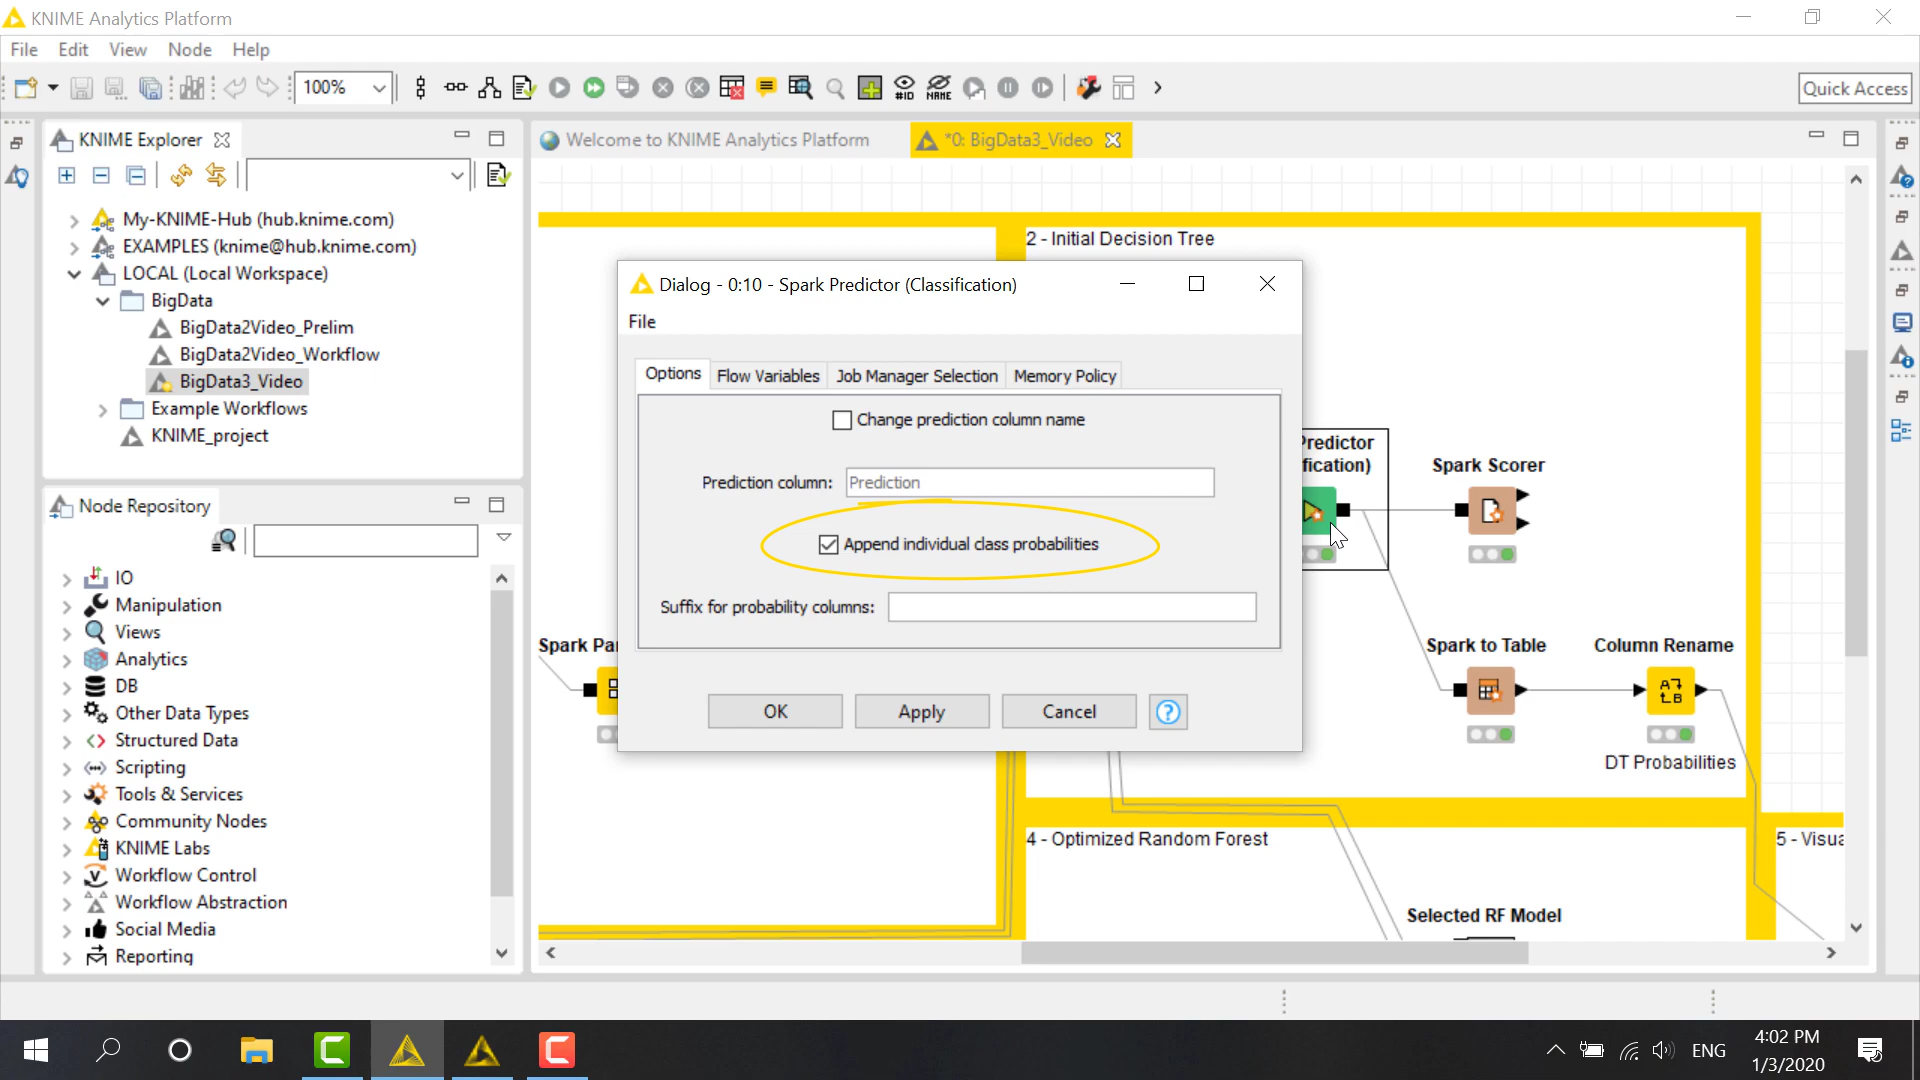 KNIME Analytics Platform
File Edit View Node Help
100%
#ID
NAME
Quick Access
KNIME Explorer
Welcome to KNIME Analytics Platform
*0: BigData3_Video
My-KNIME-Hub (hub.knime.com)
EXAMPLES (knime@hub.knime.com)
LOCAL (Local Workspace)
BigData
BigData2Video_Prelim
BigData2Video_Workflow
BigData3_Video
Example Workflows
KNIME_project
Node Repository
IO
Manipulation
Views
Analytics
DB
Other Data Types
Structured Data
Scripting
Tools & Services
Community Nodes
KNIME Labs
Workflow Control
Workflow Abstraction
Social Media
Reporting
2 - Initial Decision Tree
Dialog - 0:10 - Spark Predictor (Classification)
File
Options Flow Variables Job Manager Selection Memory Policy
Change prediction column name
Prediction column: Prediction
Append individual class probabilities
Suffix for probability columns:
OK Apply Cancel ?
Predictor
fication)
Spark Scorer
Spark Par
Spark to Table
Column Rename
DT Probabilities
4 - Optimized Random Forest
5 - Visua
Selected RF Model
ENG
4:02 PM
1/3/2020